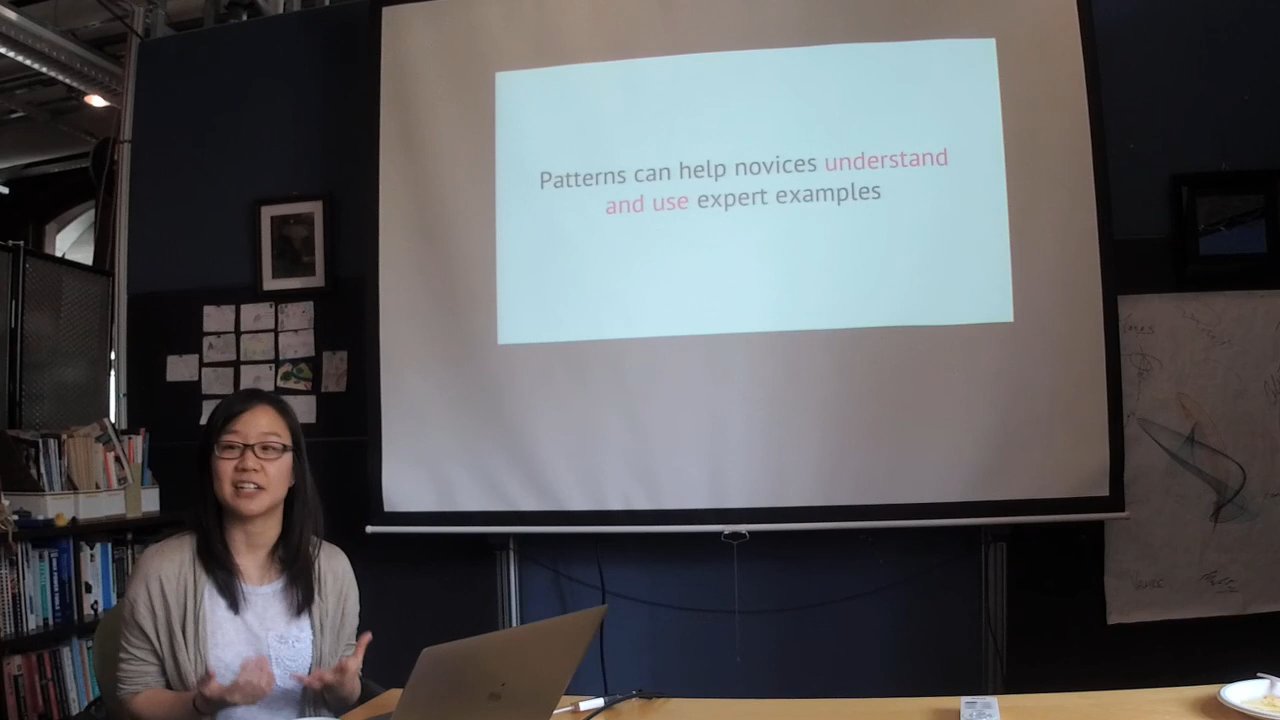 Patterns can help novices understand
and use expert examples